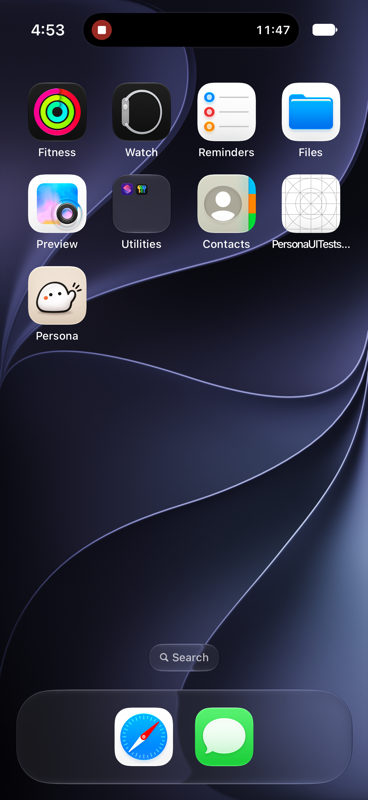 4:53
11:47
Fitness
Watch
Reminders
Files
Preview
Utilities
Contacts
PersonaUITests...
Persona
Search